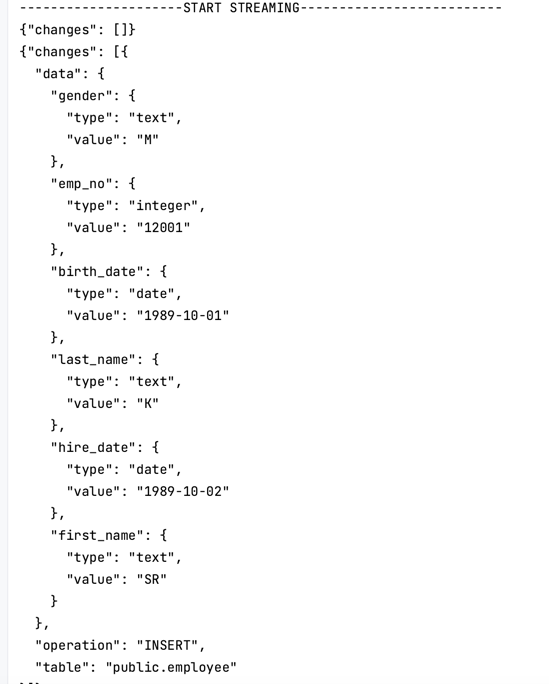 ---------------------START STREAMING-------------------------
{"changes": []}
{"changes": [{
  "data": {
    "gender": {
      "type": "text",
      "value": "M"
    },
    "emp_no": {
      "type": "integer",
      "value": "12001"
    },
    "birth_date": {
      "type": "date",
      "value": "1989-10-01"
    },
    "last_name": {
      "type": "text",
      "value": "K"
    },
    "hire_date": {
      "type": "date",
      "value": "1989-10-02"
    },
    "first_name": {
      "type": "text",
      "value": "SR"
    }
  },
  "operation": "INSERT",
  "table": "public.employee"